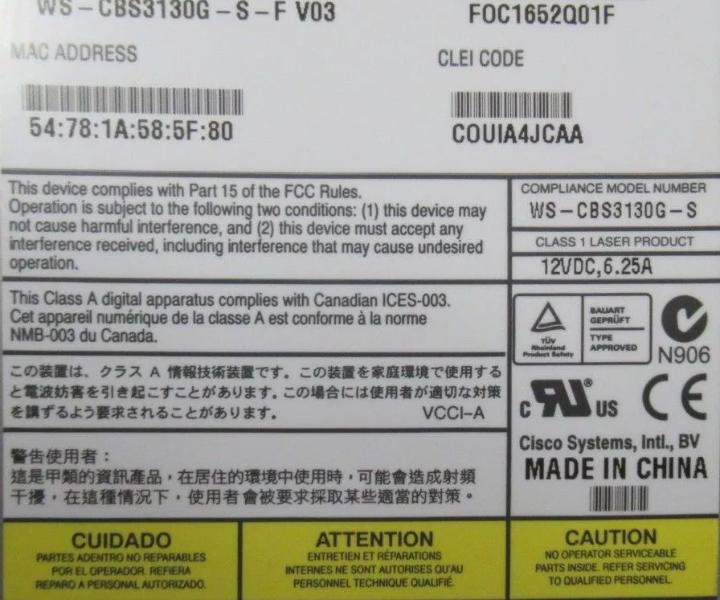 WS-CBS3130G-S-F V03
FOC1652Q01F
MAC ADDRESS
CLEI CODE
54:78:1A:58:5F:80
COUIA4JCAA
This device complies with Part 15 of the FCC Rules.
Operation is subject to the following two conditions: (1) this device may
not cause harmful interference, and (2) this device must accept any
interference received, including interference that may cause undesired
operation.
COMPLIANCE MODEL NUMBER
WS-CBS3130G-S
CLASS 1 LASER PRODUCT
12VDC,6.25A
This Class A digital apparatus complies with Canadian ICES-003.
Cet appareil numérique de la classe A est conforme à la norme
NMB-003 du Canada.
TÜV
Rheinland
Product Safety
BAUART
GEPRÜFT
TYPE
APPROVED
N906
この装置は、クラス A 情報技術装置です。この装置を家庭環境で使用する
と電波妨害を引き起こすことがあります。この場合には使用者が適切な対策
を講ずるよう要求されることがあります。 VCCI-A
c RU® US CE
警告使用者：
這是甲類的資訊產品，在居住的環境中使用時，可能會造成射頻
干擾，在這種情況下，使用者會被要求採取某些適當的對策。
Cisco Systems, Intl., BV
MADE IN CHINA
CUIDADO
PARTES ADENTRO NO REPARABLES
POR EL OPERADOR. REFIERA
REPARO A PERSONAL AUTORIZADO.
ATTENTION
ENTRETIEN ET RÉPARATIONS
INTERNES NE SONT AUTORISES QU'AU
PERSONNEL TECHNIQUE QUALIFIÉ.
CAUTION
NO OPERATOR SERVICEABLE
PARTS INSIDE. REFER SERVICING
TO QUALIFIED PERSONNEL.